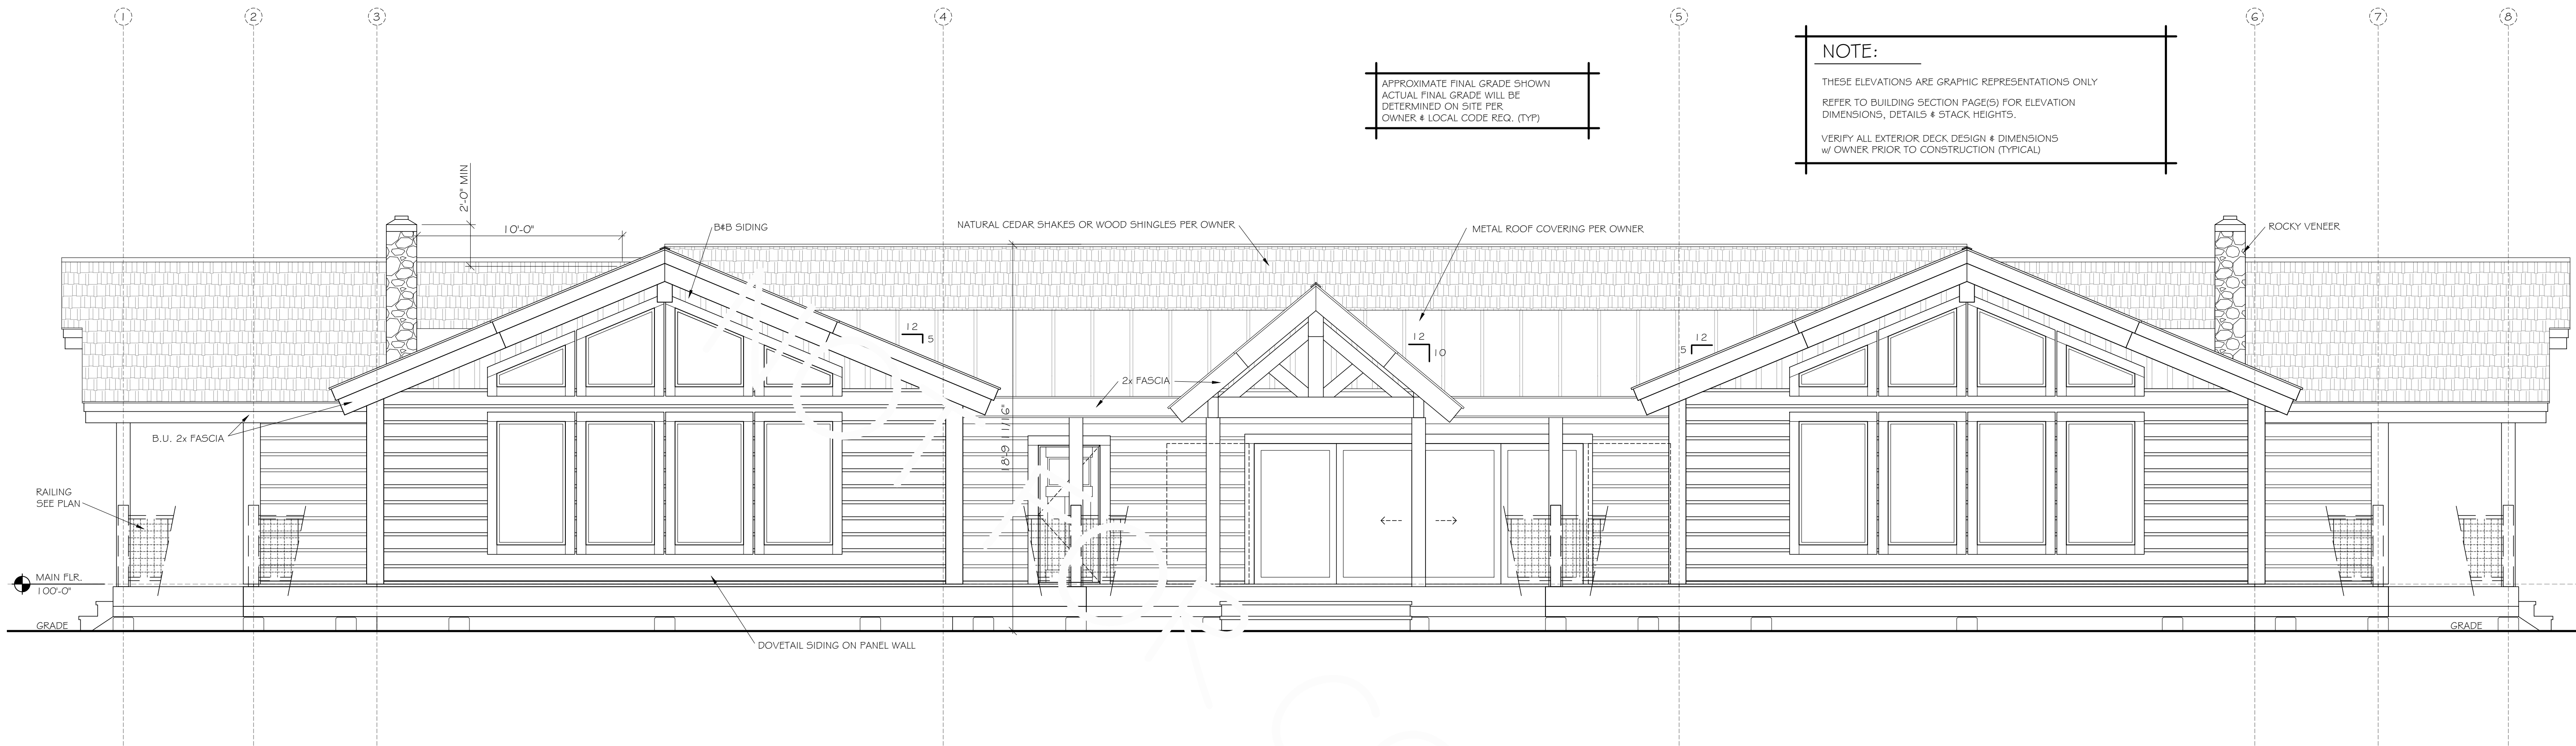 1
2
3
4
5
6
7
8
NOTE:
THESE ELEVATIONS ARE GRAPHIC REPRESENTATIONS ONLY
REFER TO BUILDING SECTION PAGE(S) FOR ELEVATION
DIMENSIONS, DETAILS & STACK HEIGHTS.
VERIFY ALL EXTERIOR DECK DESIGN & DIMENSIONS
w/ OWNER PRIOR TO CONSTRUCTION (TYPICAL)
APPROXIMATE FINAL GRADE SHOWN
ACTUAL FINAL GRADE WILL BE
DETERMINED ON SITE PER
OWNER & LOCAL CODE REQ. (TYP)
2'-0" MIN
10'-0"
B&B SIDING
NATURAL CEDAR SHAKES OR WOOD SHINGLES PER OWNER
METAL ROOF COVERING PER OWNER
ROCKY VENEER
12
5
12
10
12
5
2x FASCIA
18'-9 11/16"
B.U. 2x FASCIA
RAILING
SEE PLAN
MAIN FLR.
100'-0"
GRADE
GRADE
DOVETAIL SIDING ON PANEL WALL